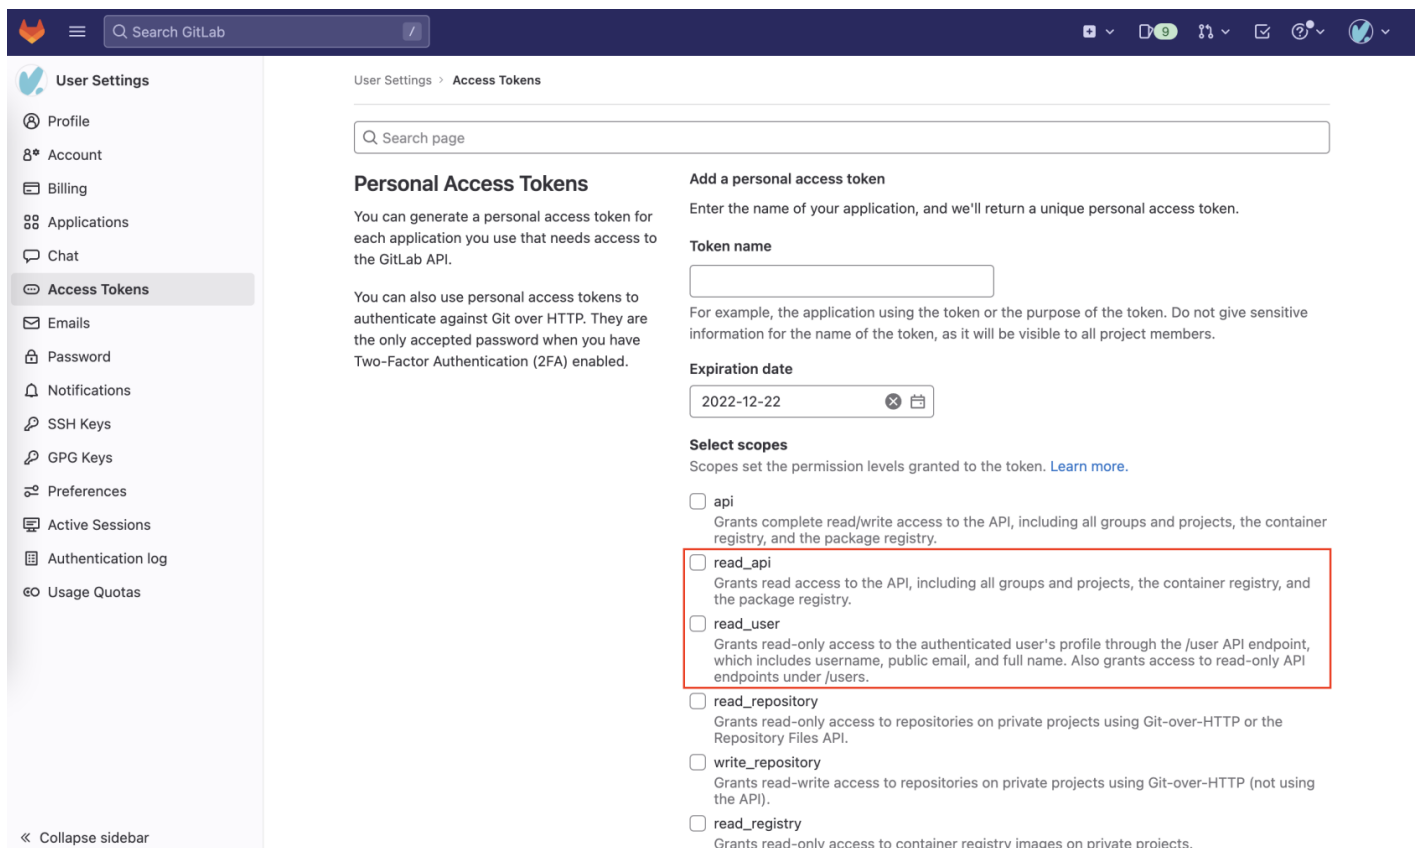 Search GitLab
/
9
User Settings
Profile
Account
Billing
Applications
Chat
Access Tokens
Emails
Password
Notifications
SSH Keys
GPG Keys
Preferences
Active Sessions
Authentication log
Usage Quotas
Collapse sidebar
User Settings > Access Tokens
Search page
Personal Access Tokens
You can generate a personal access token for
each application you use that needs access to
the GitLab API.
You can also use personal access tokens to
authenticate against Git over HTTP. They are
the only accepted password when you have
Two-Factor Authentication (2FA) enabled.
Add a personal access token
Enter the name of your application, and we'll return a unique personal access token.
Token name
For example, the application using the token or the purpose of the token. Do not give sensitive
information for the name of the token, as it will be visible to all project members.
Expiration date
2022-12-22
Select scopes
Scopes set the permission levels granted to the token. Learn more.
api
Grants complete read/write access to the API, including all groups and projects, the container
registry, and the package registry.
read_api
Grants read access to the API, including all groups and projects, the container registry, and
the package registry.
read_user
Grants read-only access to the authenticated user's profile through the /user API endpoint,
which includes username, public email, and full name. Also grants access to read-only API
endpoints under /users.
read_repository
Grants read-only access to repositories on private projects using Git-over-HTTP or the
Repository Files API.
write_repository
Grants read-write access to repositories on private projects using Git-over-HTTP (not using
the API).
read_registry
Grants read-only access to container registry images on private projects.